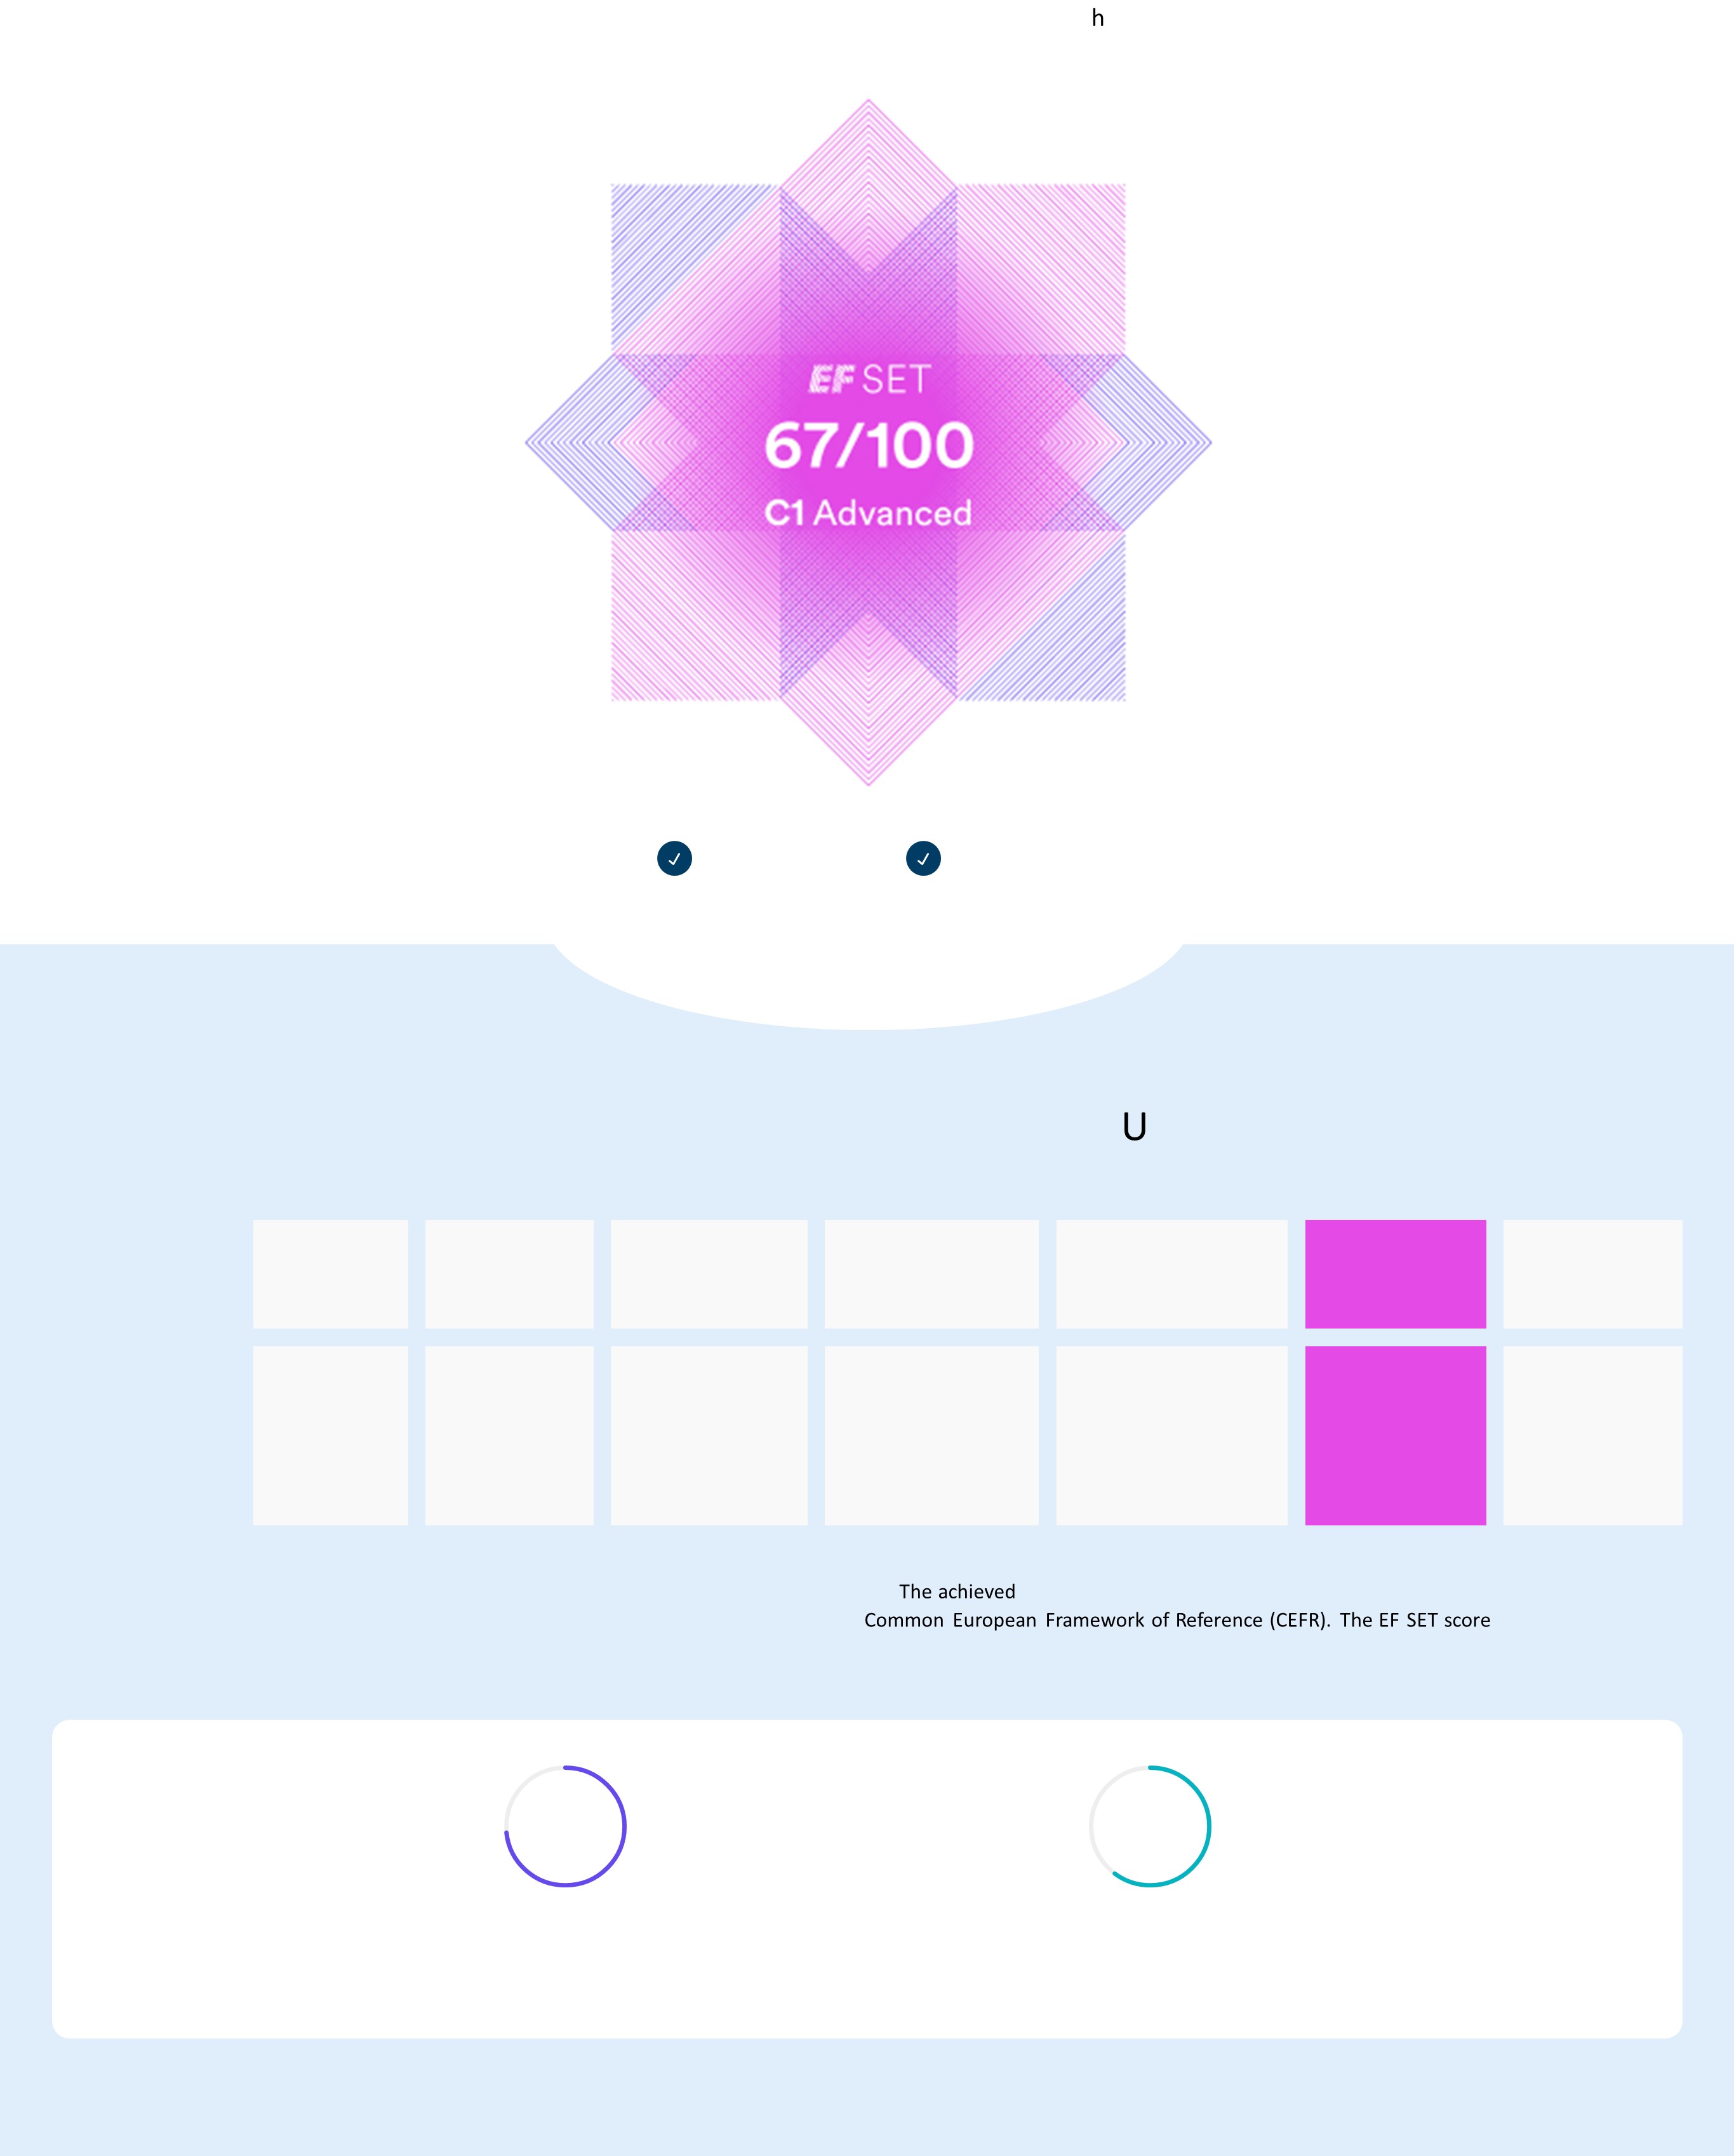 h
EF SET
67/100
C1 Advanced
U
The achieved
Common European Framework of Reference (CEFR). The EF SET score